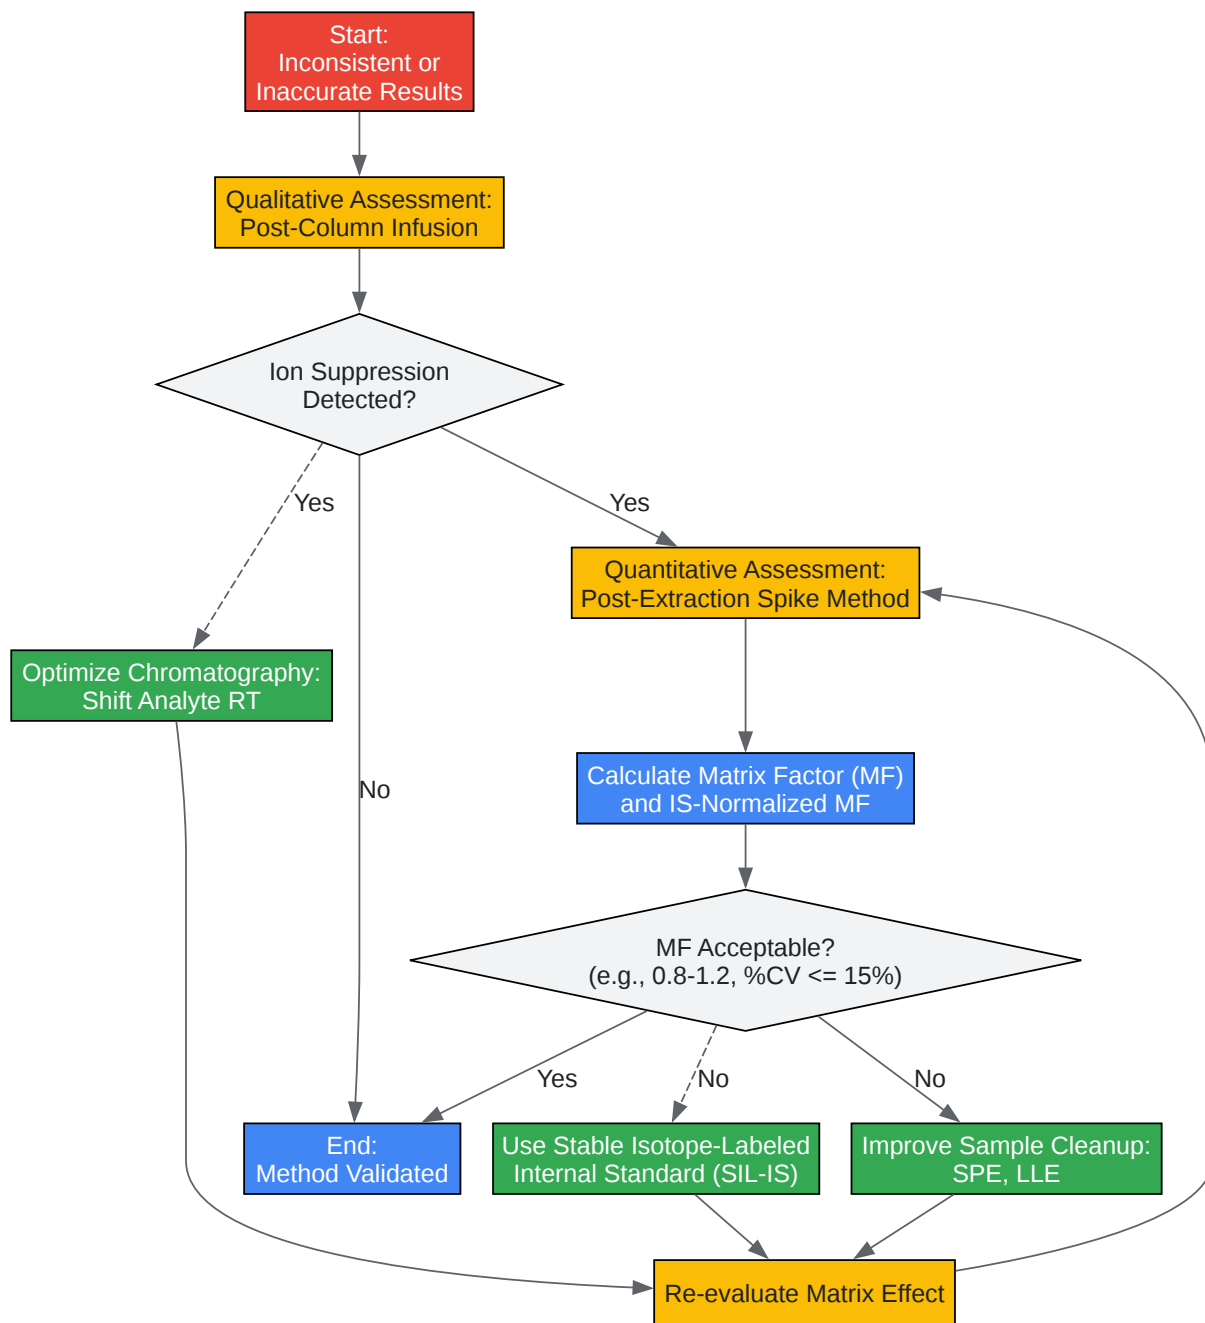 Start:
Inconsistent or
Inaccurate Results
Qualitative Assessment:
Post-Column Infusion
Ion Suppression
Detected?
Yes
Yes
Quantitative Assessment:
Post-Extraction Spike Method
Optimize Chromatography:
Shift Analyte RT
No
Calculate Matrix Factor (MF)
and IS-Normalized MF
MF Acceptable?
(e.g., 0.8-1.2, %CV <= 15%)
Yes
No
No
End:
Method Validated
Use Stable Isotope-Labeled
Internal Standard (SIL-IS)
Improve Sample Cleanup:
SPE, LLE
Re-evaluate Matrix Effect